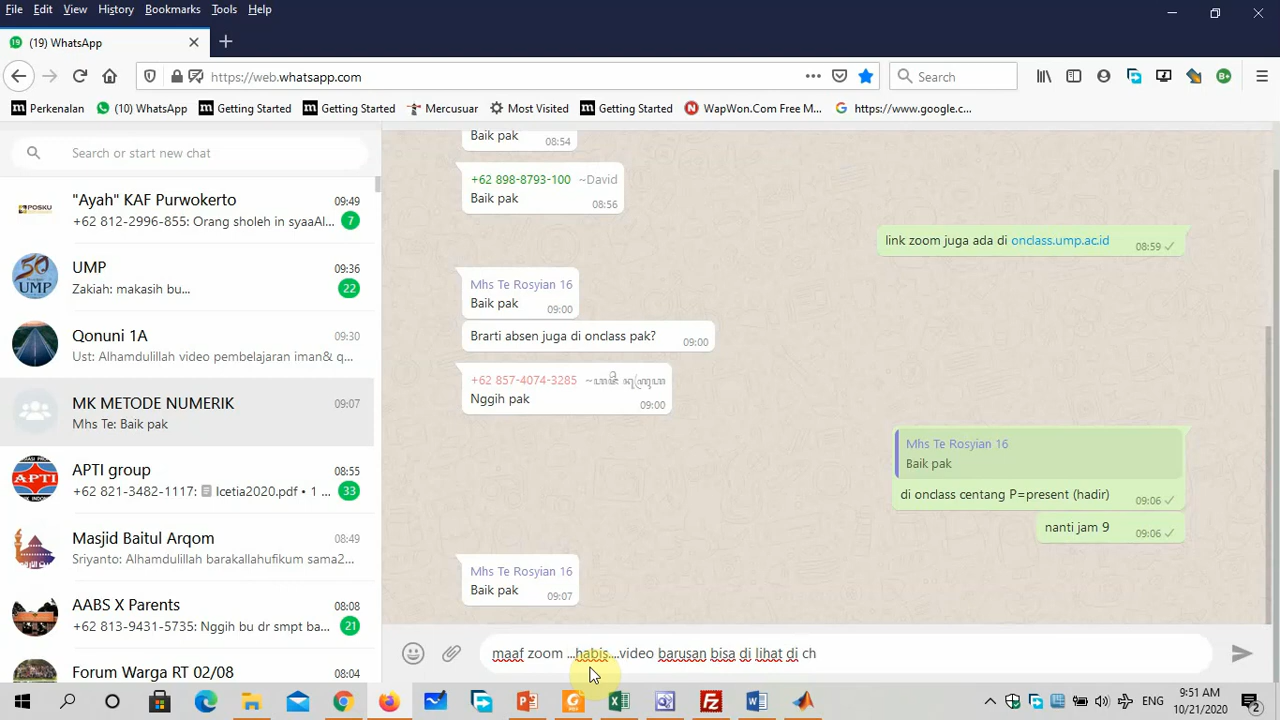 File Edit View History Bookmarks Tools Help
(19) WhatsApp
https://web.whatsapp.com
Search
Perkenalan (10) WhatsApp Getting Started Getting Started Mercusuar Most Visited Getting Started WapWon.Com Free M... https://www.google.c...
Search or start new chat
"Ayah" KAF Purwokerto 09:49
+62 812-2996-855: Orang sholeh in syaaAl... 7
UMP 09:36
Zakiah: makasih bu... 22
Qonuni 1A 09:30
Ust: Alhamdulillah video pembelajaran iman& q...
MK METODE NUMERIK 09:07
Mhs Te: Baik pak
APTI group 08:55
+62 821-3482-1117: Icetia2020.pdf • 1 ... 33
Masjid Baitul Arqom 08:49
Sriyanto: Alhamdulillah barakallahufikum sama2...
AABS X Parents 08:08
+62 813-9431-5735: Nggih bu dr smpt ba... 21
Forum Warga RT 02/08
Baik pak 08:54
+62 898-8793-100 ~David
Baik pak 08:56
link zoom juga ada di onclass.ump.ac.id 08:59
Mhs Te Rosyian 16
Baik pak 09:00
Brarti absen juga di onclass pak? 09:00
+62 857-4074-3285
Nggih pak 09:00
Mhs Te Rosyian 16
Baik pak
di onclass centang P=present (hadir) 09:06
nanti jam 9 09:06
Mhs Te Rosyian 16
Baik pak 09:07
maaf zoom ...habis....video barusan bisa di lihat di ch
ENG 9:51 AM
10/21/2020 2